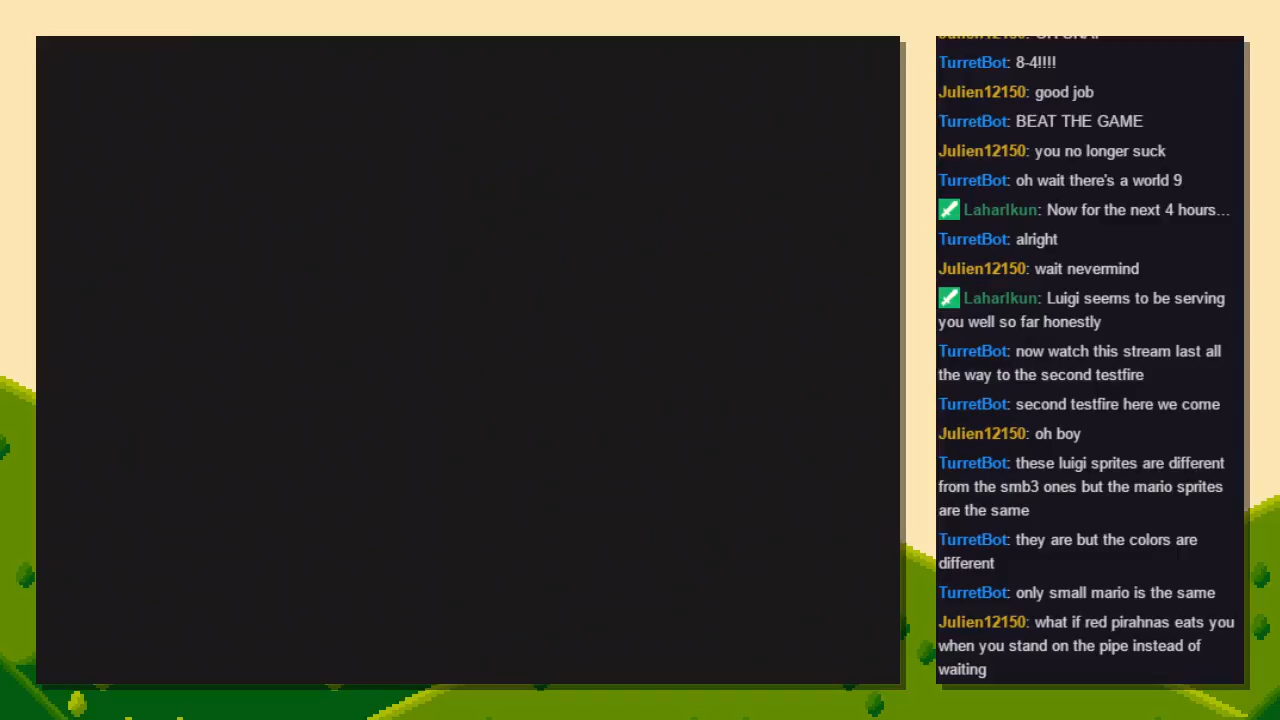 TurretBot: 8-4!!!!
Julien12150: good job
TurretBot: BEAT THE GAME
Julien12150: you no longer suck
TurretBot: oh wait there's a world 9
LaharIkun: Now for the next 4 hours...
TurretBot: alright
Julien12150: wait nevermind
LaharIkun: Luigi seems to be serving
you well so far honestly
TurretBot: now watch this stream last all
the way to the second testfire
TurretBot: second testfire here we come
Julien12150: oh boy
TurretBot: these luigi sprites are different
from the smb3 ones but the mario sprites
are the same
TurretBot: they are but the colors are
different
TurretBot: only small mario is the same
Julien12150: what if red pirahnas eats you
when you stand on the pipe instead of
waiting